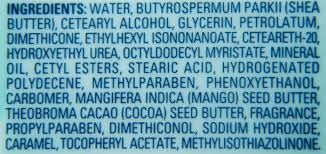 INGREDIENTS: WATER, BUTYROSPERMUM PARKII (SHEA
BUTTER), CETEARYL ALCOHOL, GLYCERIN, PETROLATUM,
DIMETHICONE, ETHYLHEXYL ISONONANOATE, CETEARETH-20,
HYDROXYETHYL UREA, OCTYLDODECYL MYRISTATE, MINERAL
OIL, CETYL ESTERS, STEARIC ACID, HYDROGENATED
POLYDECENE, METHYLPARABEN, PHENOXYETHANOL,
CARBOMER, MANGIFERA INDICA (MANGO) SEED BUTTER,
THEOBROMA CACAO (COCOA) SEED BUTTER, FRAGRANCE,
PROPYLPARABEN, DIMETHICONOL, SODIUM HYDROXIDE,
CARAMEL, TOCOPHERYL ACETATE, METHYLISOTHIAZOLINONE.